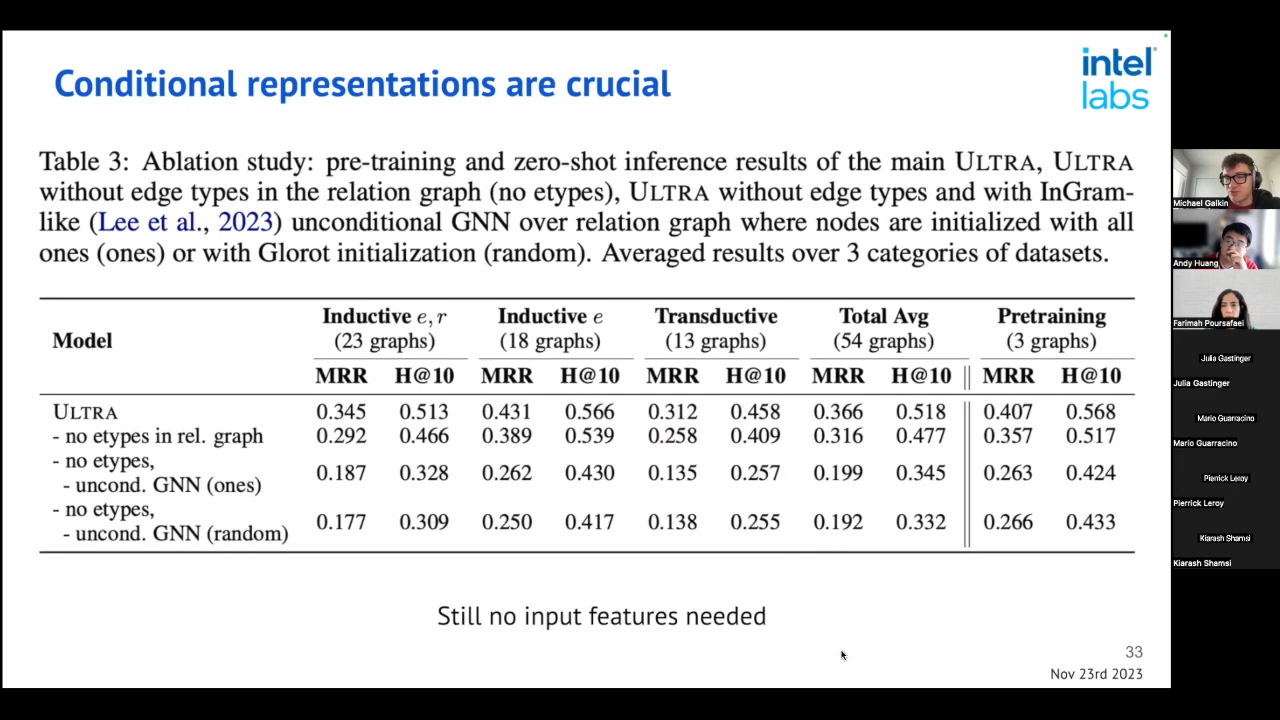 Conditional representations are crucial
intel
labs
Table 3: Ablation study: pre-training and zero-shot inference results of the main ULTRA, ULTRA
without edge types in the relation graph (no etypes), ULTRA without edge types and with InGram-
like (Lee et al., 2023) unconditional GNN over relation graph where nodes are initialized with all
ones (ones) or with Glorot initialization (random). Averaged results over 3 categories of datasets.
Model Inductive e, r Inductive e Transductive Total Avg Pretraining
(23 graphs) (18 graphs) (13 graphs) (54 graphs) (3 graphs)
MRR H@10 MRR H@10 MRR H@10 MRR H@10 MRR H@10
ULTRA 0.345 0.513 0.431 0.566 0.312 0.458 0.366 0.518 0.407 0.568
- no etypes in rel. graph 0.292 0.466 0.389 0.539 0.258 0.409 0.316 0.477 0.357 0.517
- no etypes,
- uncond. GNN (ones) 0.187 0.328 0.262 0.430 0.135 0.257 0.199 0.345 0.263 0.424
- no etypes,
- uncond. GNN (random) 0.177 0.309 0.250 0.417 0.138 0.255 0.192 0.332 0.266 0.433
Still no input features needed
33
Nov 23rd 2023
Michael Galkin
Andy Huang
Farimah Poursafaei
Julia Gastinger
Julia Gastinger
Mario Guarracino
Mario Guarracino
Pierrick Leroy
Pierrick Leroy
Kiarash Shamsi
Kiarash Shamsi